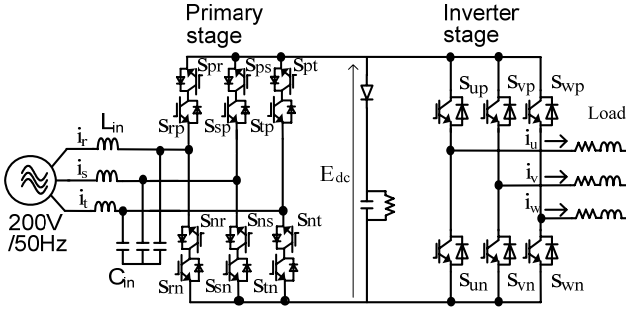 Primary
stage
Inverter
stage
Spr Sps Spt
Srp Ssp Stp
Sup Svp Swp
Load
Lin
ir
is
it
iu
iv
iw
Edc
200V
/50Hz
Cin
Snr Sns Snt
Srn Ssn Stn
Sun Svn Swn